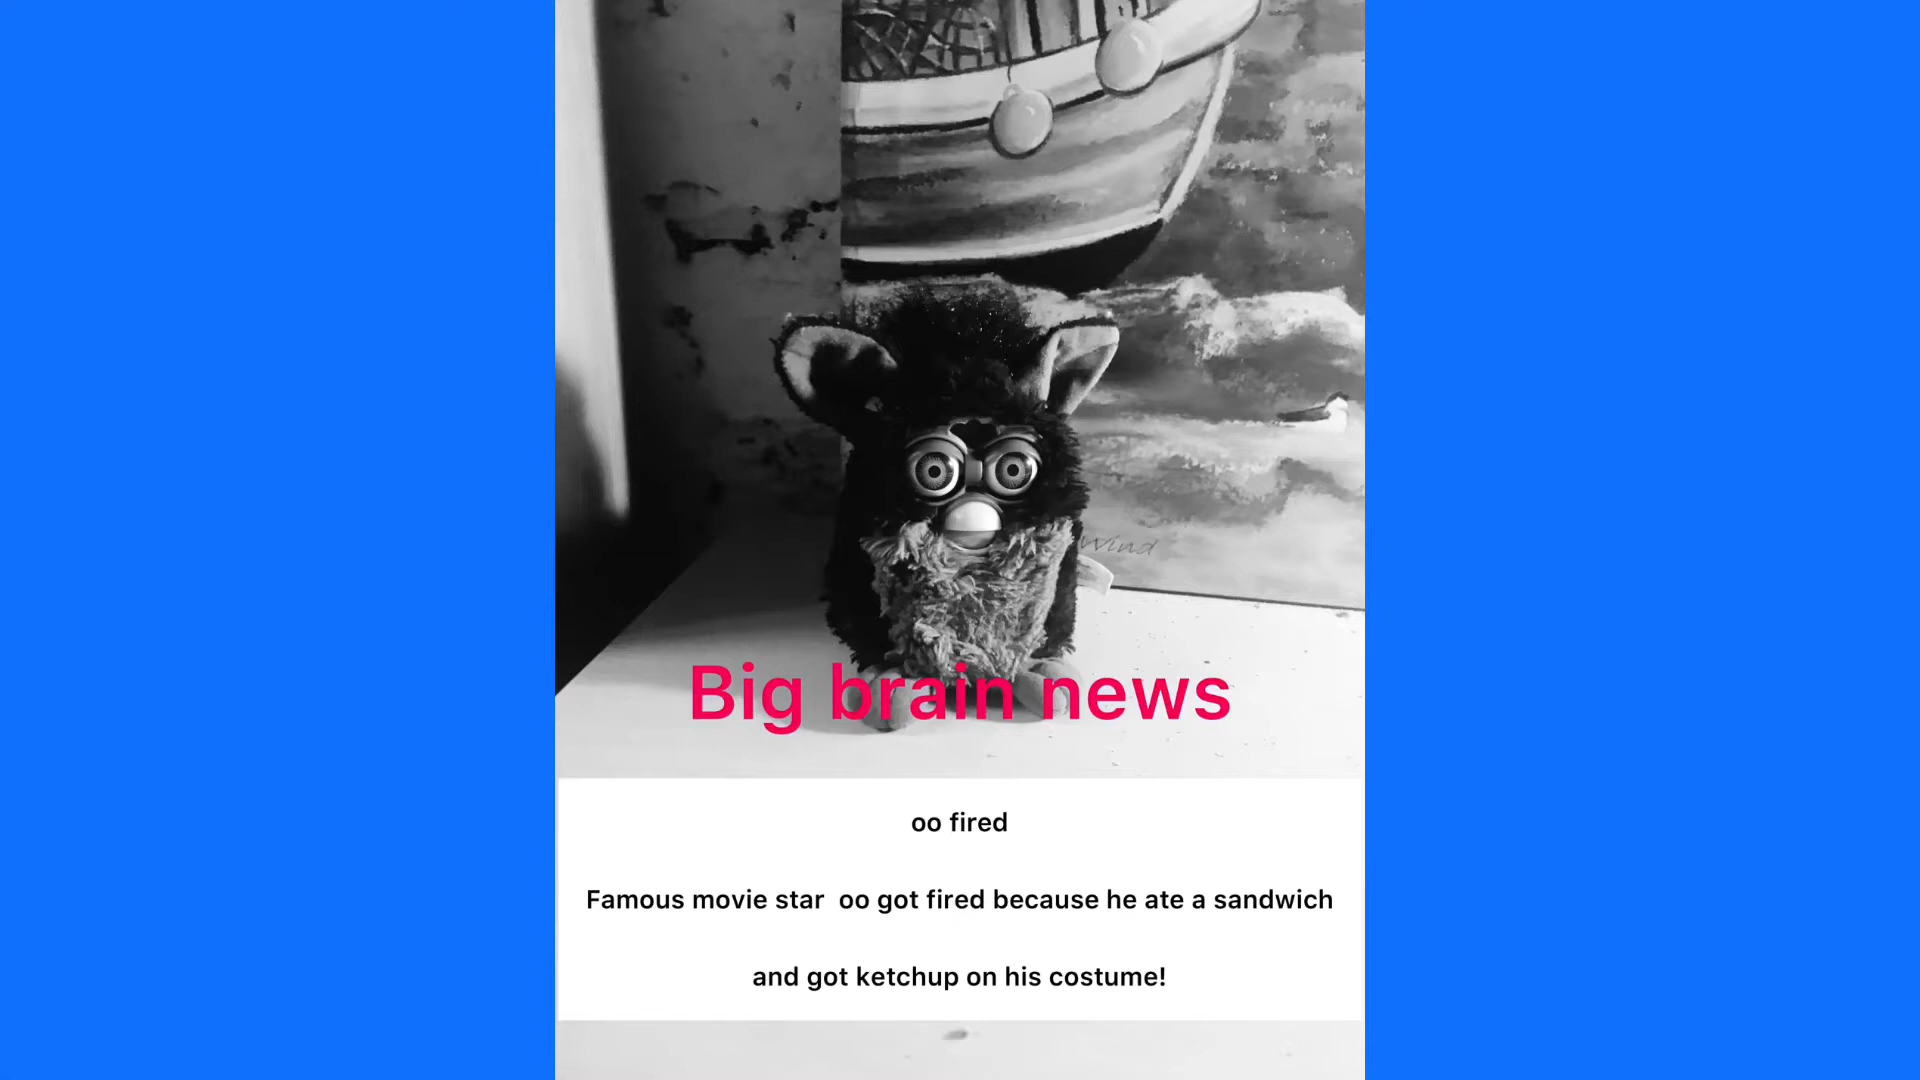 Wind
Big brain news
oo fired
Famous movie star  oo got fired because he ate a sandwich
and got ketchup on his costume!